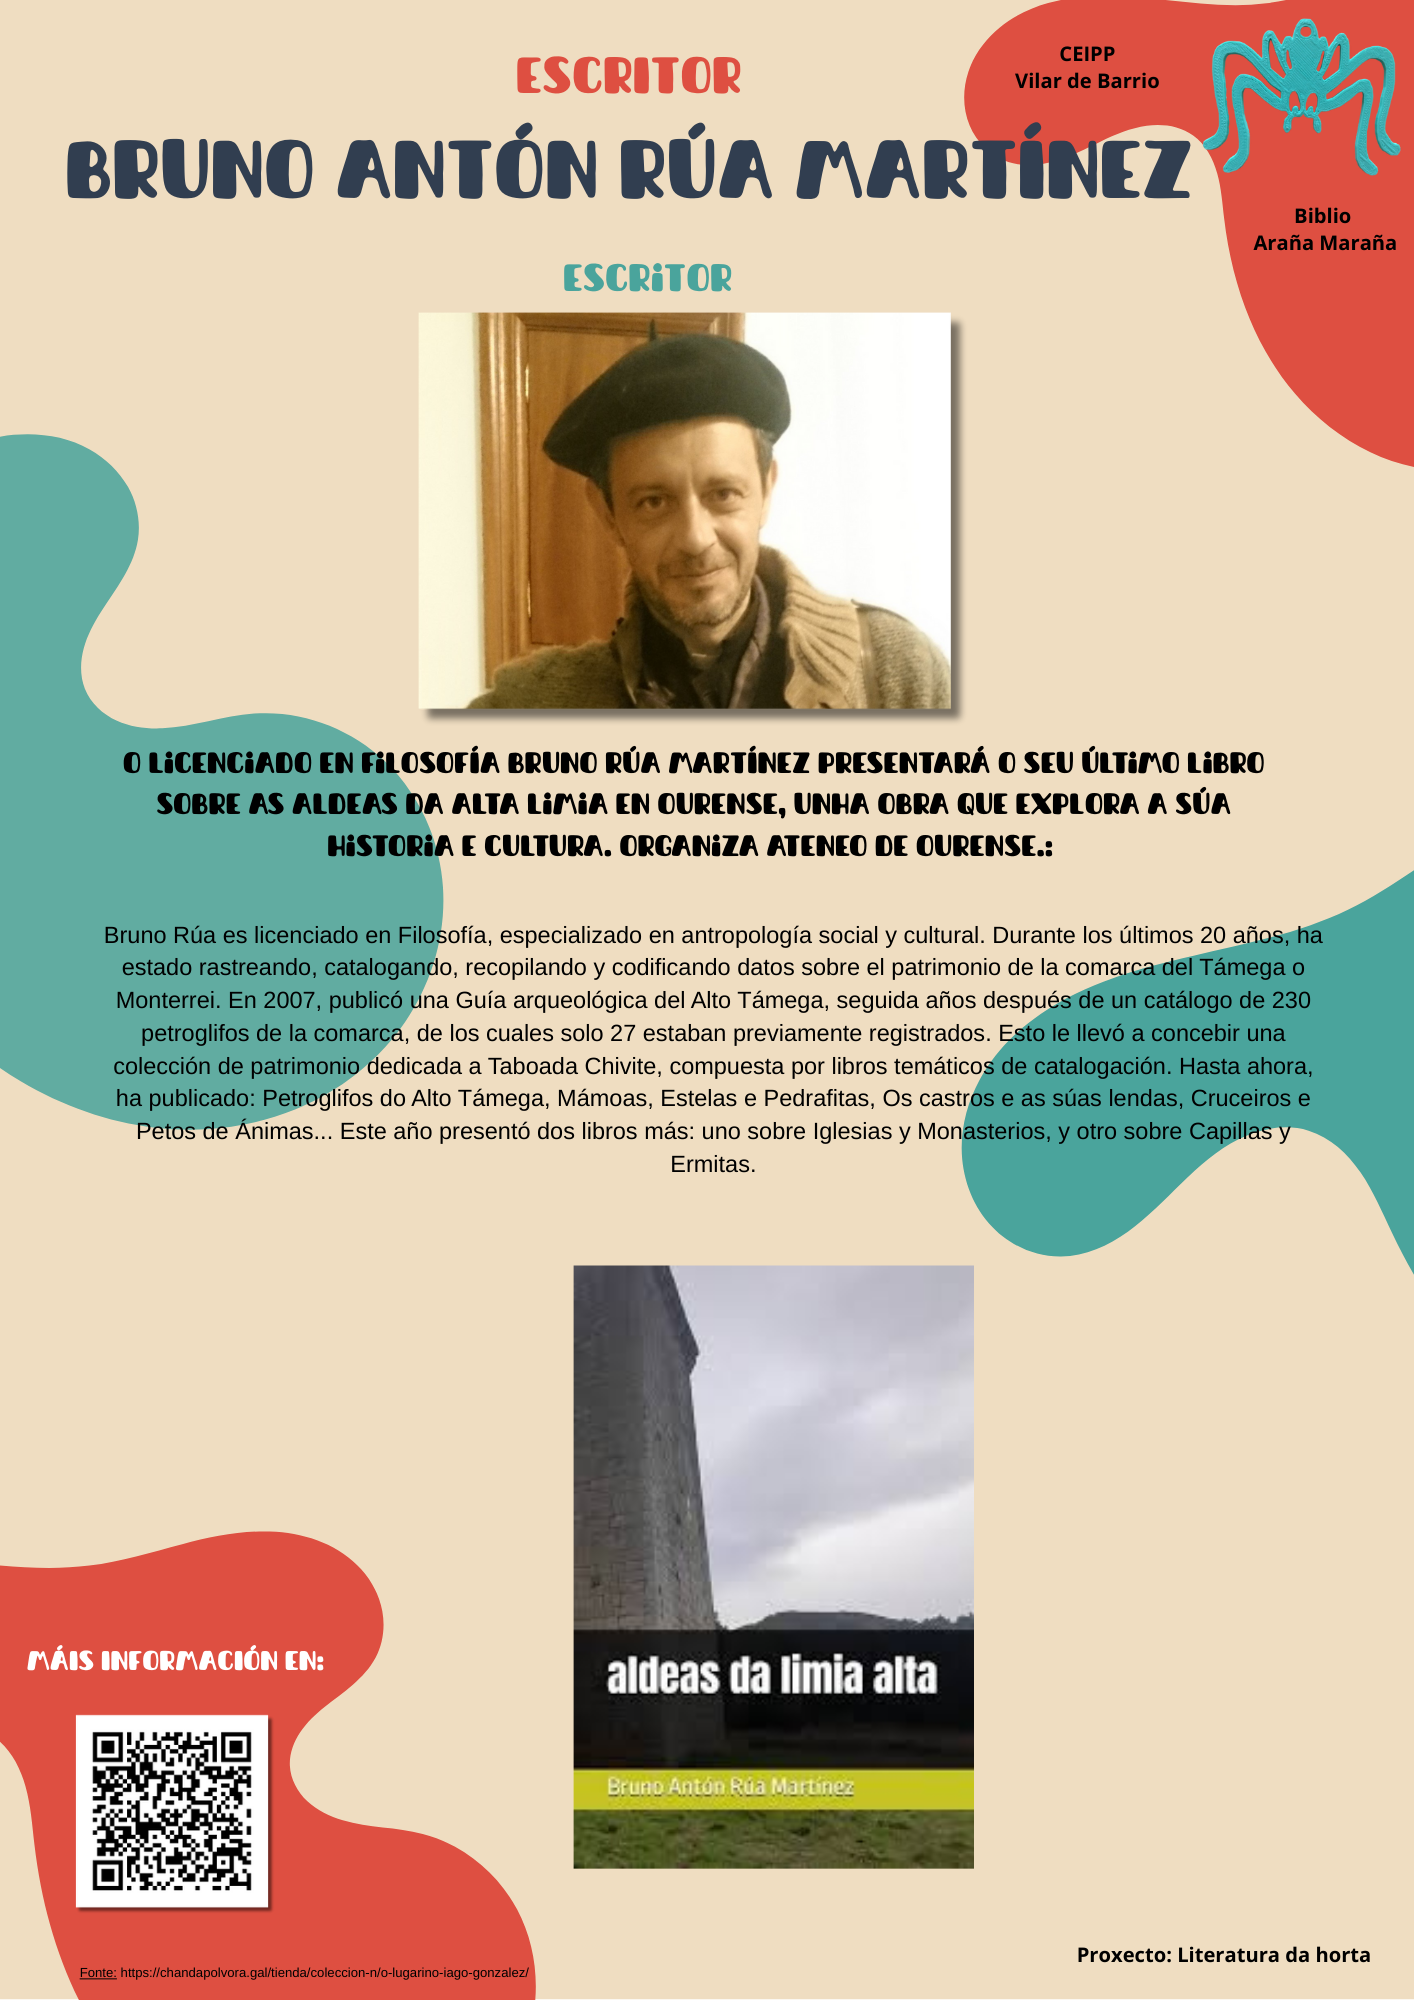 ESCRITOR
CEIPP
Vilar de Barrio
BRUNO ANTÓN RÚA MARTÍNEZ
Biblio
Araña Maraña
ESCRiTOR
O LiCENCiADO EN FiLOSOFÍA BRUNO RÚA MARTÍNEZ PRESENTARÁ O SEU ÚLTiMO LiBRO
SOBRE AS ALDEAS DA ALTA LiMiA EN OURENSE, UNHA OBRA QUE EXPLORA A SÚA
HiSTORiA E CULTURA. ORGANiZA ATENEO DE OURENSE.:
Bruno Rúa es licenciado en Filosofía, especializado en antropología social y cultural. Durante los últimos 20 años, ha
estado rastreando, catalogando, recopilando y codificando datos sobre el patrimonio de la comarca del Támega o
Monterrei. En 2007, publicó una Guía arqueológica del Alto Támega, seguida años después de un catálogo de 230
petroglifos de la comarca, de los cuales solo 27 estaban previamente registrados. Esto le llevó a concebir una
colección de patrimonio dedicada a Taboada Chivite, compuesta por libros temáticos de catalogación. Hasta ahora,
ha publicado: Petroglifos do Alto Támega, Mámoas, Estelas e Pedrafitas, Os castros e as súas lendas, Cruceiros e
Petos de Ánimas... Este año presentó dos libros más: uno sobre Iglesias y Monasterios, y otro sobre Capillas y
Ermitas.
aldeas da limia alta
Bruno Antón Rúa Martínez
MÁIS INFORMACIÓN EN:
Proxecto: Literatura da horta
Fonte: https://chandapolvora.gal/tienda/coleccion-n/o-lugarino-iago-gonzalez/